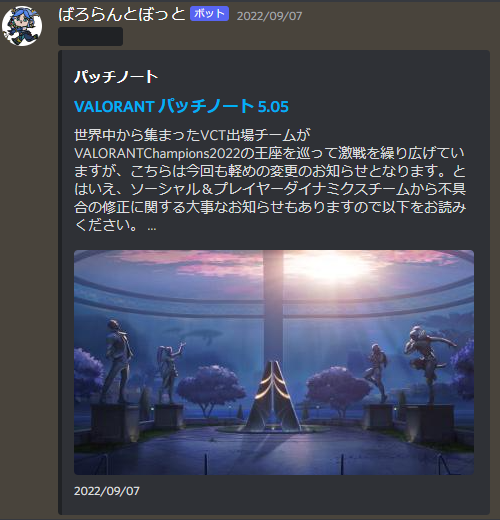 ばろらんとぼっと ボット 2022/09/07
パッチノート
VALORANT パッチノート 5.05
世界中から集まったVCT出場チームが
VALORANTChampions2022の王座を巡って激戦を繰り広げてい
ますが、こちらは今回も軽めの変更のお知らせとなります。と
はいえ、ソーシャル＆プレイヤーダイナミクスチームから不具
合の修正に関する大事なお知らせもありますので以下をお読み
ください。 ...
2022/09/07